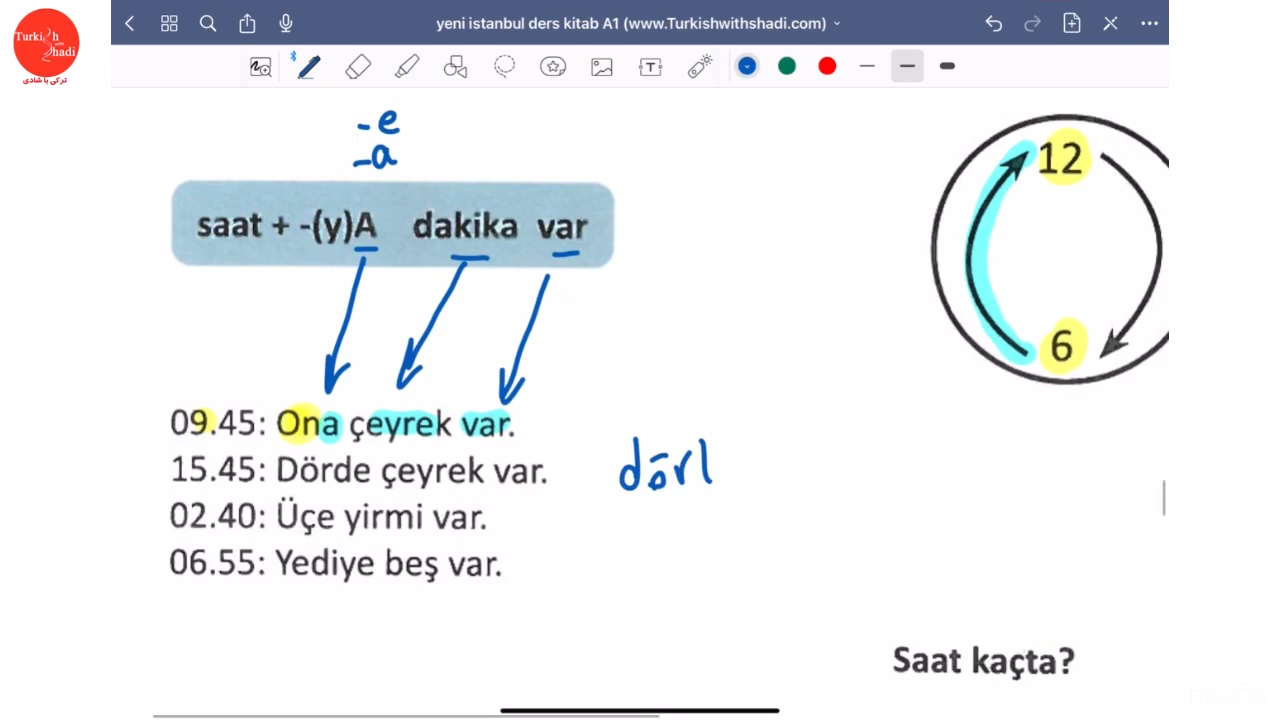 Turkish
with
Shadi
ترکی با شادی
yeni istanbul ders kitab A1 (www.Turkishwithshadi.com)
-e
-a
saat + -(y)A dakika var
12
6
09.45: Ona çeyrek var.
15.45: Dörde çeyrek var.
dörl
02.40: Üçe yirmi var.
06.55: Yediye beş var.
Saat kaçta?